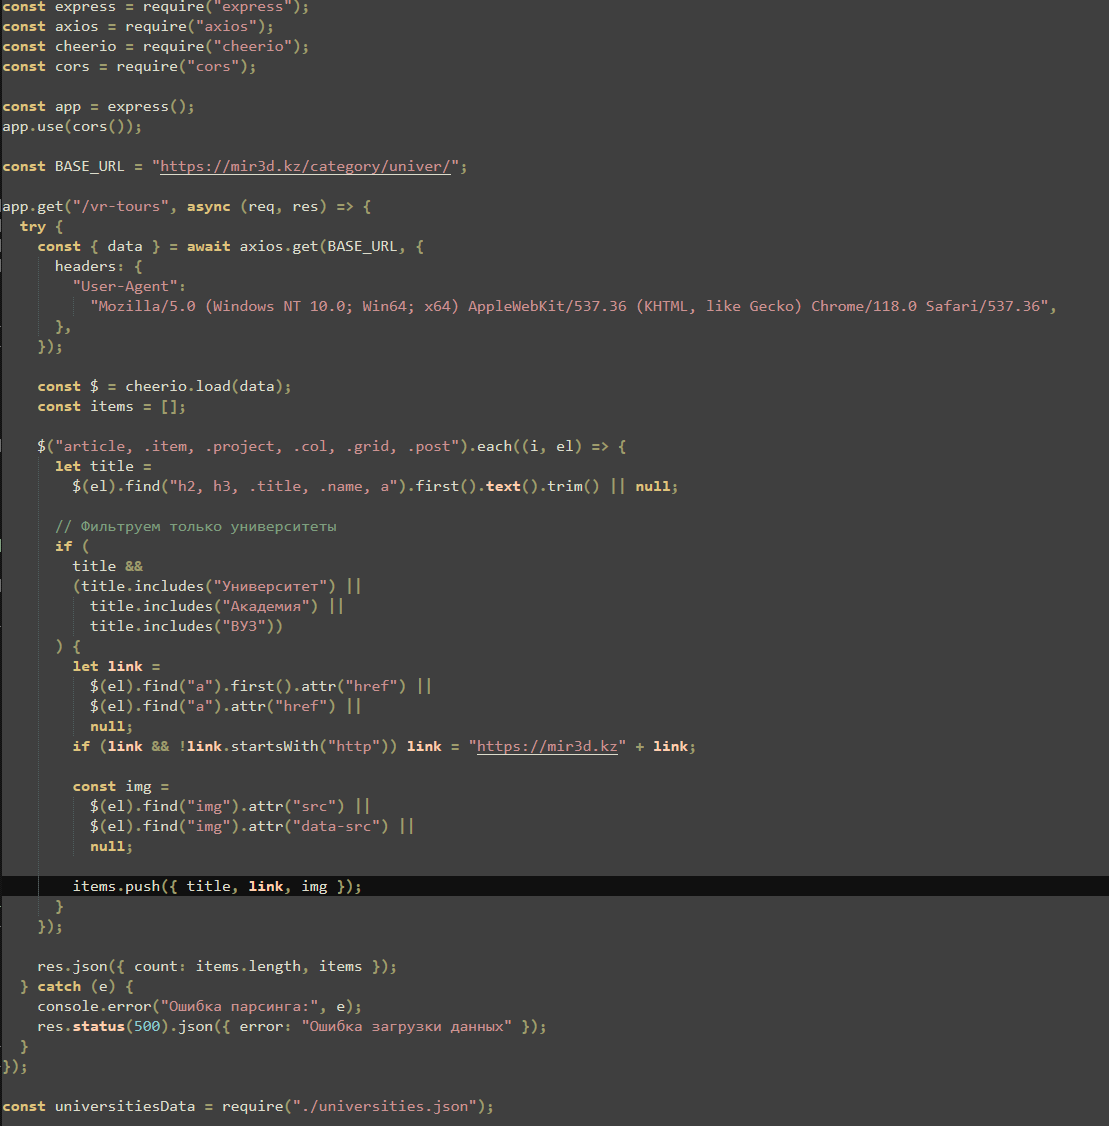 const express = require("express");
const axios = require("axios");
const cheerio = require("cheerio");
const cors = require("cors");

const app = express();
app.use(cors());

const BASE_URL = "https://mir3d.kz/category/univer/";

app.get("/vr-tours", async (req, res) => {
  try {
    const { data } = await axios.get(BASE_URL, {
      headers: {
        "User-Agent":
          "Mozilla/5.0 (Windows NT 10.0; Win64; x64) AppleWebKit/537.36 (KHTML, like Gecko) Chrome/118.0 Safari/537.36",
      },
    });

    const $ = cheerio.load(data);
    const items = [];

    $("article, .item, .project, .col, .grid, .post").each((i, el) => {
      let title =
        $(el).find("h2, h3, .title, .name, a").first().text().trim() || null;

      // Фильтруем только университеты
      if (
        title &&
        (title.includes("Университет") ||
          title.includes("Академия") ||
          title.includes("ВУЗ"))
      ) {
        let link =
          $(el).find("a").first().attr("href") ||
          $(el).find("a").attr("href") ||
          null;
        if (link && !link.startsWith("http")) link = "https://mir3d.kz" + link;

        const img =
          $(el).find("img").attr("src") ||
          $(el).find("img").attr("data-src") ||
          null;

        items.push({ title, link, img });
      }
    });

    res.json({ count: items.length, items });
  } catch (e) {
    console.error("Ошибка парсинга:", e);
    res.status(500).json({ error: "Ошибка загрузки данных" });
  }
});

const universitiesData = require("./universities.json");